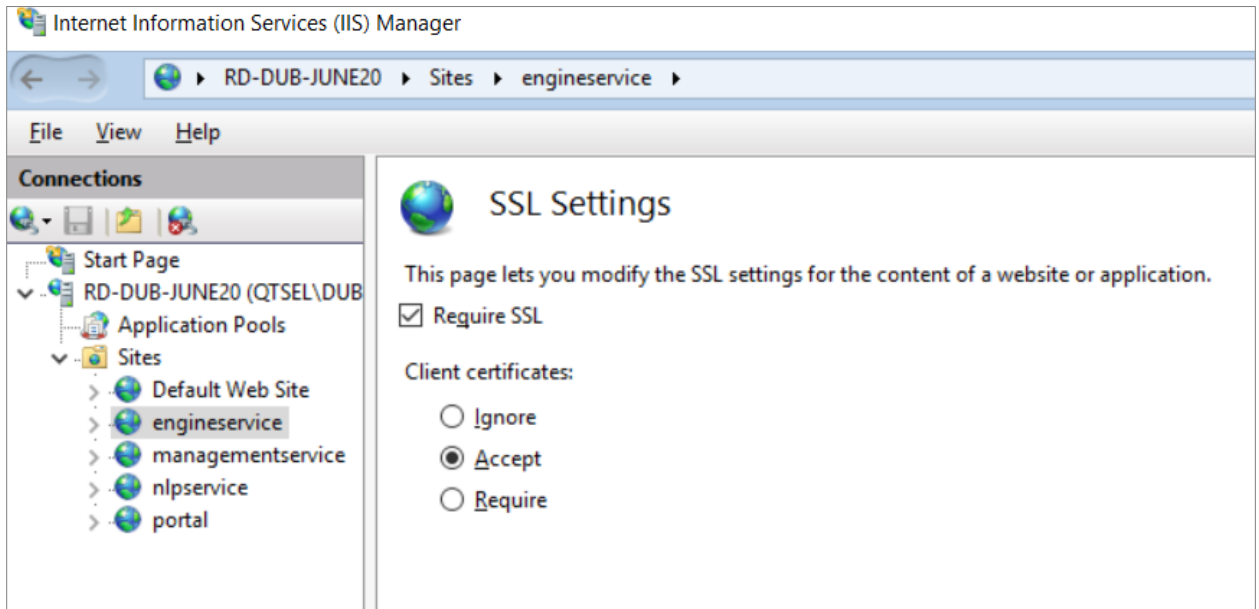 Internet Information Services (IIS) Manager
RD-DUB-JUNE20 Sites engineservice
File View Help
Connections
Start Page
RD-DUB-JUNE20 (QTSEL\DUB
Application Pools
Sites
Default Web Site
engineservice
managementservice
nlpservice
portal
SSL Settings
This page lets you modify the SSL settings for the content of a website or application.
Require SSL
Client certificates:
Ignore
Accept
Require